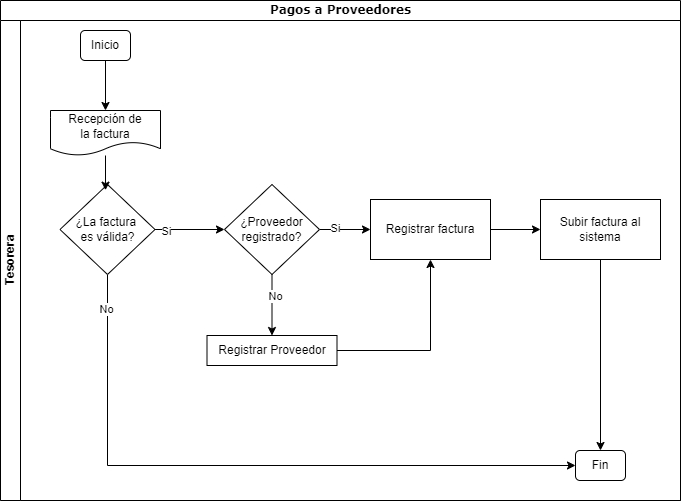 Pagos a Proveedores
Tesorera
Inicio
Recepción de
la factura
¿La factura
es válida?
Si
¿Proveedor
registrado?
Si
Registrar factura
Subir factura al
sistema
No
No
Registrar Proveedor
Fin